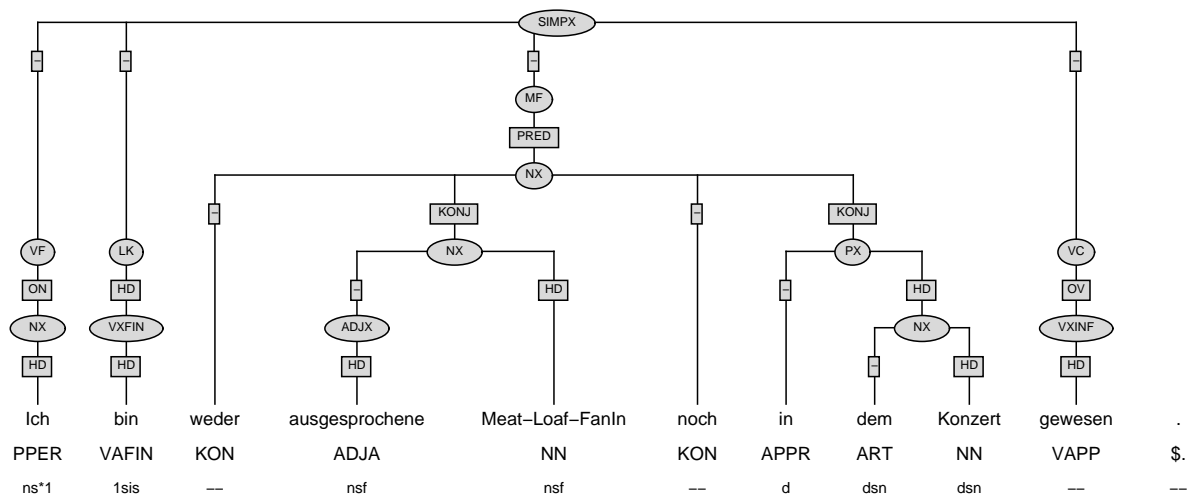 SIMPX
– – – –
MF
PRED
NX
– KONJ – KONJ
VF LK NX PX VC
ON HD – HD – HD OV
NX VXFIN ADJX NX VXINF
HD HD HD – HD HD
Ich bin weder ausgesprochene Meat−Loaf−FanIn noch in dem Konzert gewesen .
PPER VAFIN KON ADJA NN KON APPR ART NN VAPP $.
ns*1 1sis −− nsf nsf −− d dsn dsn −− −−